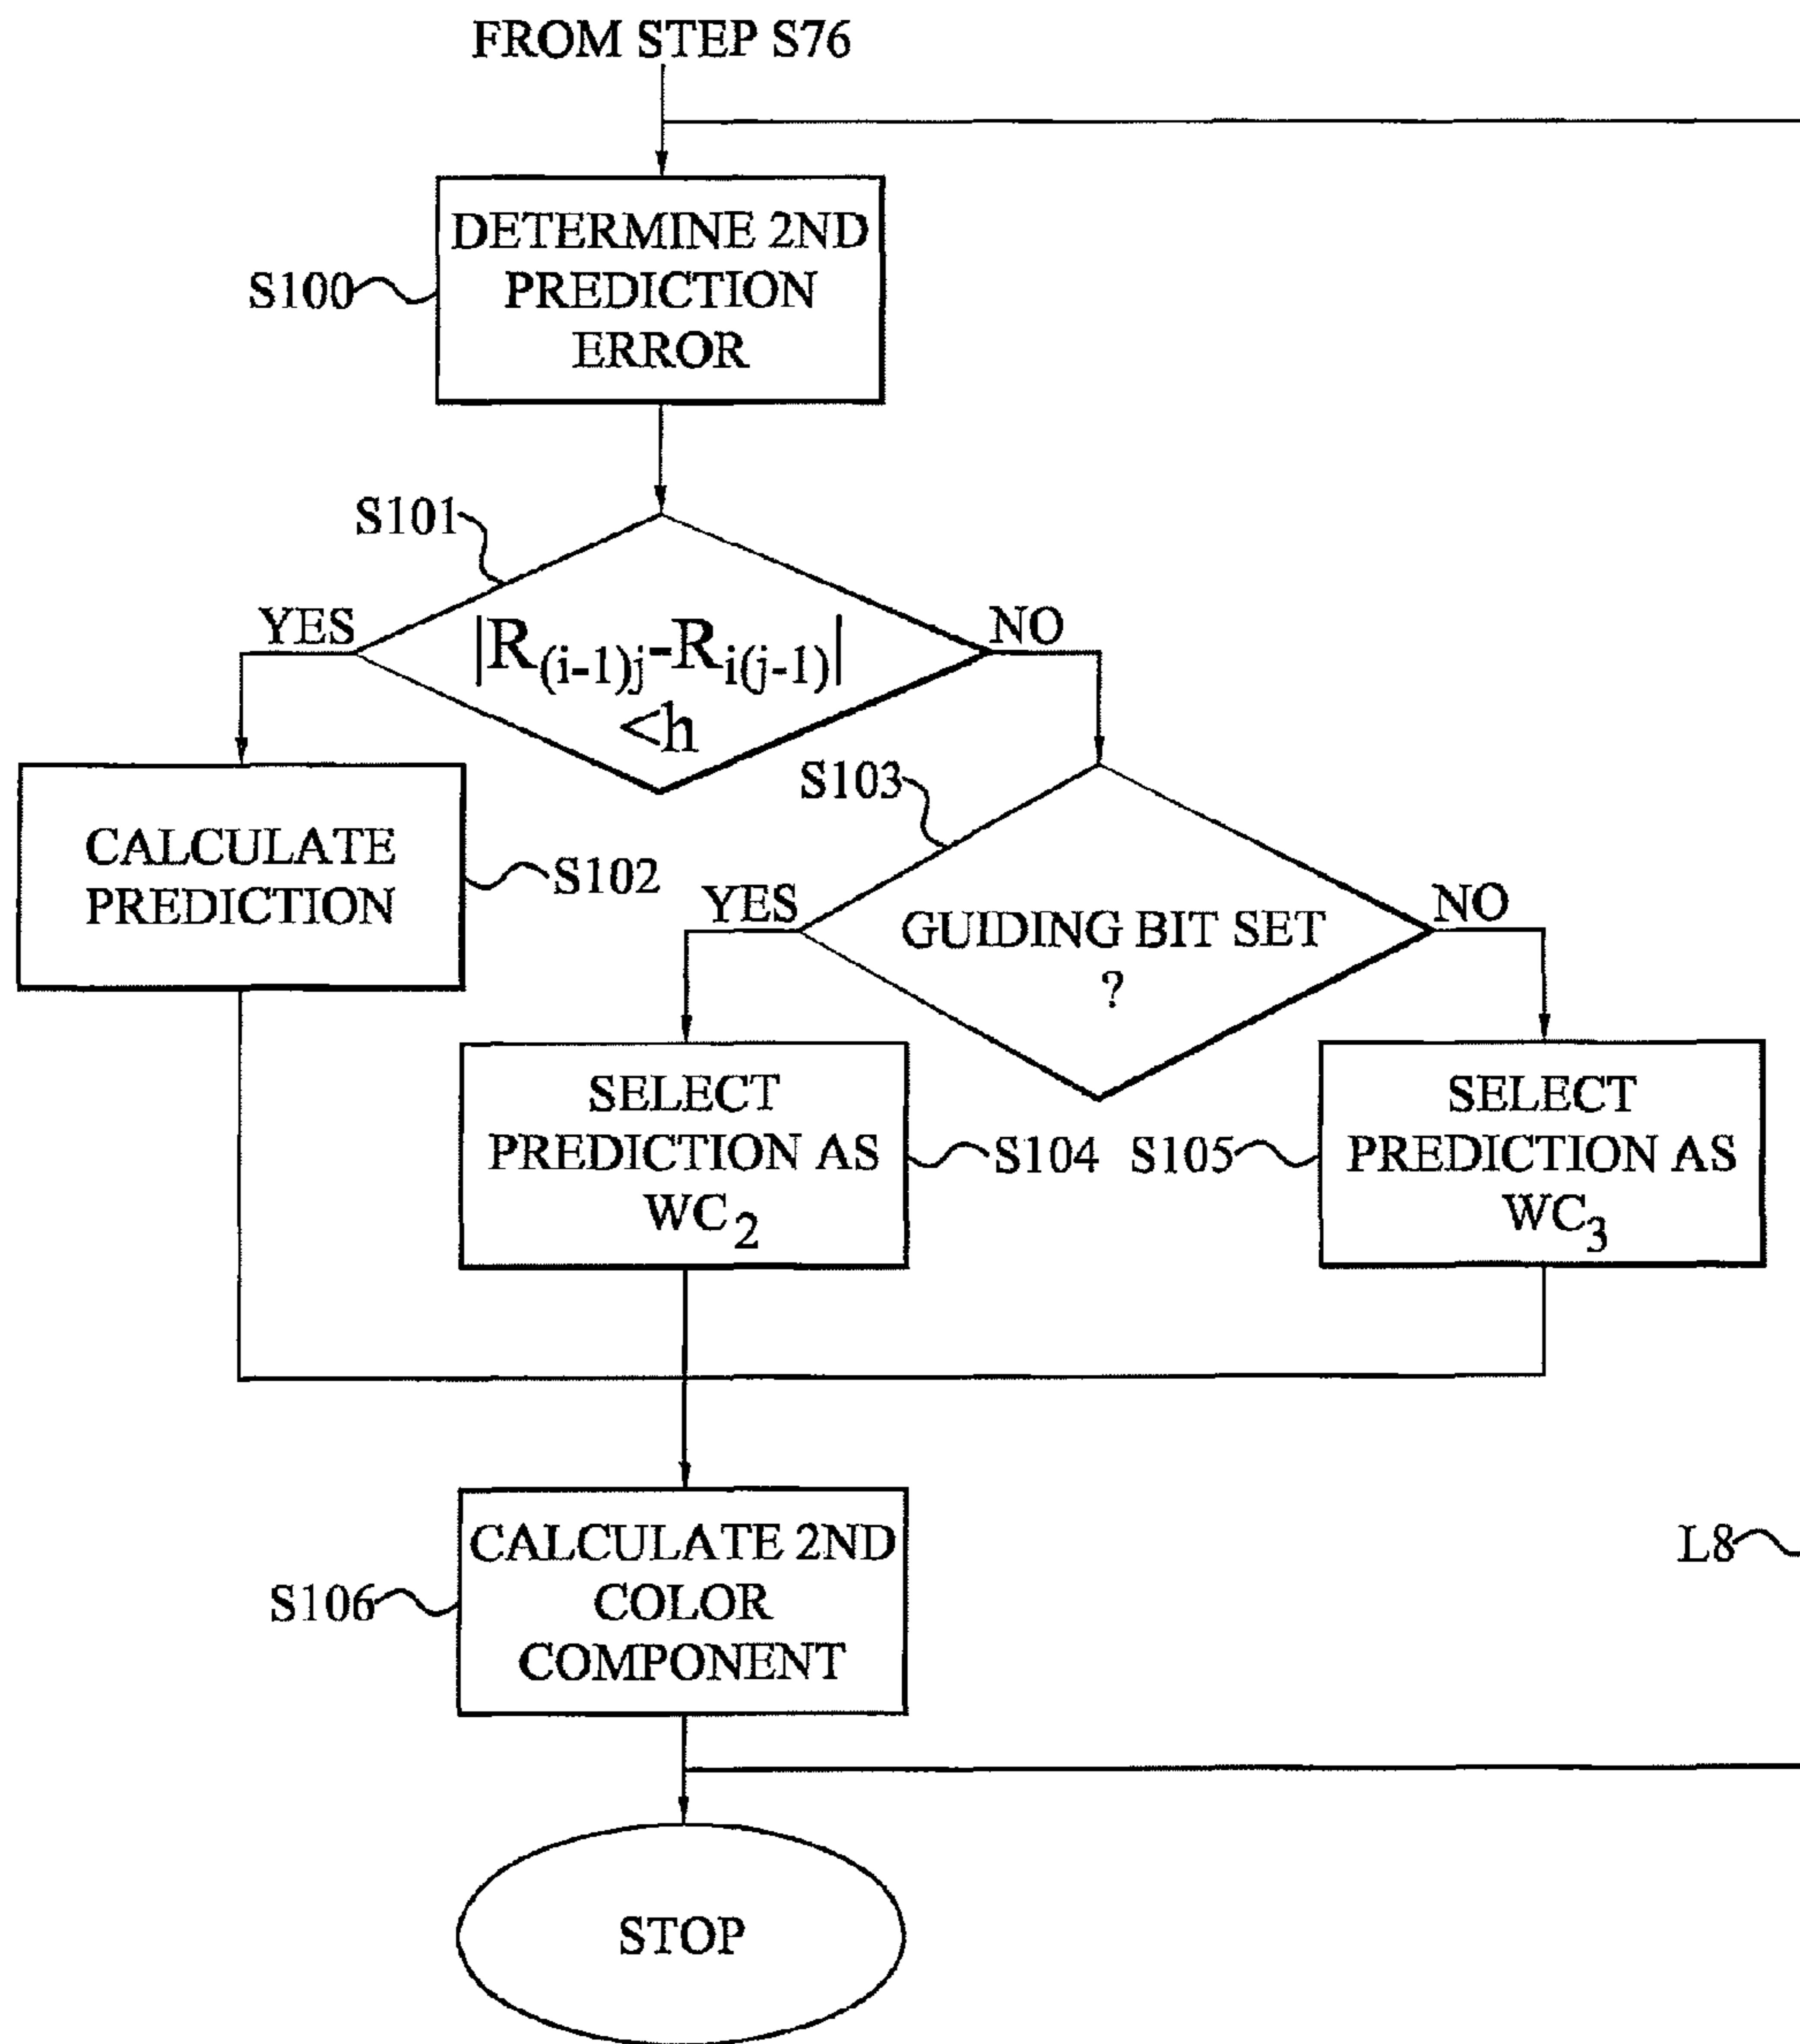 FROM STEP S76
DETERMINE 2ND
PREDICTION
ERROR
S100
S101
YES
|R(i-1)j-Ri(j-1)|
<h
NO
CALCULATE
PREDICTION
S102
S103
YES
GUIDING BIT SET
?
NO
SELECT
PREDICTION AS
WC2
S104
S105
SELECT
PREDICTION AS
WC3
CALCULATE 2ND
COLOR
COMPONENT
S106
L8
STOP